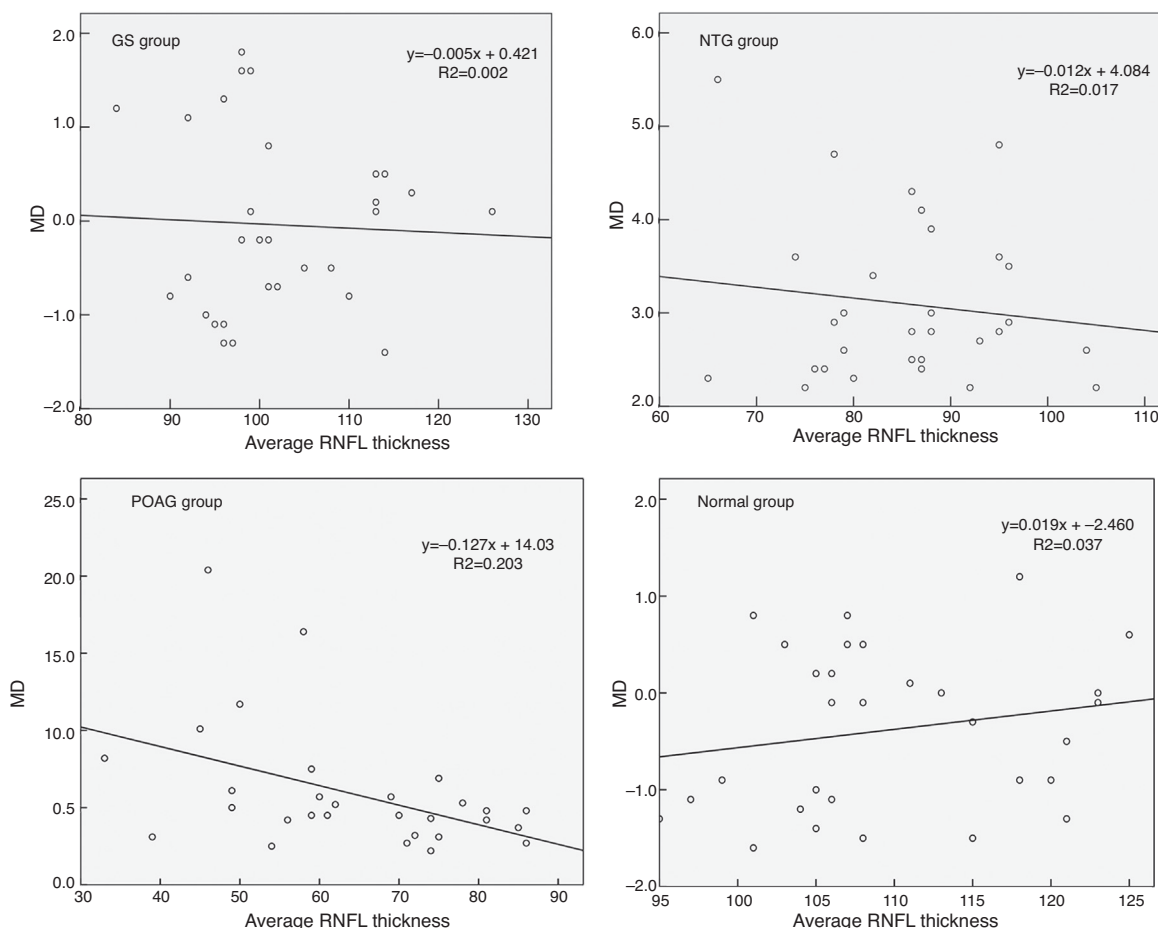 GS group
y=–0.005x + 0.421
R2=0.002
2.0
1.0
0.0
–1.0
–2.0
MD
80 90 100 110 120 130
Average RNFL thickness
NTG group
y=–0.012x + 4.084
R2=0.017
6.0
5.0
4.0
3.0
2.0
MD
60 70 80 90 100 110
Average RNFL thickness
POAG group
y=–0.127x + 14.03
R2=0.203
25.0
20.0
15.0
10.0
0.5
0.0
MD
30 40 50 60 70 80 90
Average RNFL thickness
Normal group
y=0.019x + –2.460
R2=0.037
2.0
1.0
0.0
–1.0
–2.0
MD
95 100 105 110 115 120 125
Average RNFL thickness